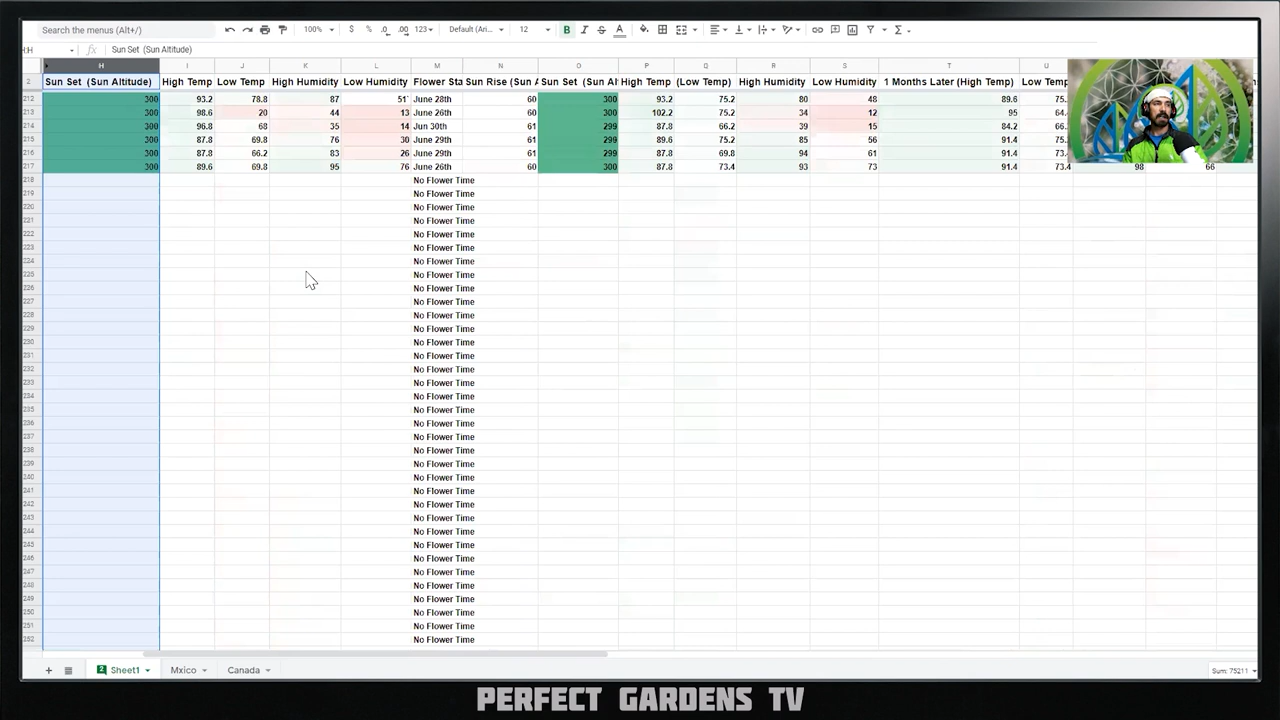 Search the menus (Alt+/) 100% $ % .0 .00 123 Default (Ari... 12 B I S A
H:H fx Sun Set (Sun Altitude)
H I J K L M N O P Q R S T U
2 Sun Set (Sun Altitude) High Temp Low Temp High Humidity Low Humidity Flower Sta Sun Rise (Sun A Sun Set (Sun Al High Temp (Low Temp) High Humidity Low Humidity 1 Months Later (High Temp) Low Temp
212 300 93.2 78.8 87 51' June 28th 60 300 93.2 75.2 80 48 89.6 75.
213 300 98.6 20 44 13 June 26th 60 300 102.2 75.2 34 12 95 64.
214 300 96.8 68 35 14 Jun 30th 61 299 87.8 66.2 39 15 84.2 66.
215 300 87.8 69.8 76 30 June 29th 61 299 89.6 75.2 85 56 91.4 75.
216 300 87.8 66.2 83 26 June 29th 61 299 87.8 69.8 94 61 91.4 73.
217 300 89.6 69.8 95 76 June 26th 60 300 87.8 73.4 93 73 91.4 73.4 98 66
218 No Flower Time
219 No Flower Time
220 No Flower Time
221 No Flower Time
222 No Flower Time
223 No Flower Time
224 No Flower Time
225 No Flower Time
226 No Flower Time
227 No Flower Time
228 No Flower Time
229 No Flower Time
230 No Flower Time
231 No Flower Time
232 No Flower Time
233 No Flower Time
234 No Flower Time
235 No Flower Time
236 No Flower Time
237 No Flower Time
238 No Flower Time
239 No Flower Time
240 No Flower Time
241 No Flower Time
242 No Flower Time
243 No Flower Time
244 No Flower Time
245 No Flower Time
246 No Flower Time
247 No Flower Time
248 No Flower Time
249 No Flower Time
250 No Flower Time
251 No Flower Time
252 No Flower Time
+ 2 Sheet1 Mxico Canada Sum: 75211
PERFECT GARDENS TV